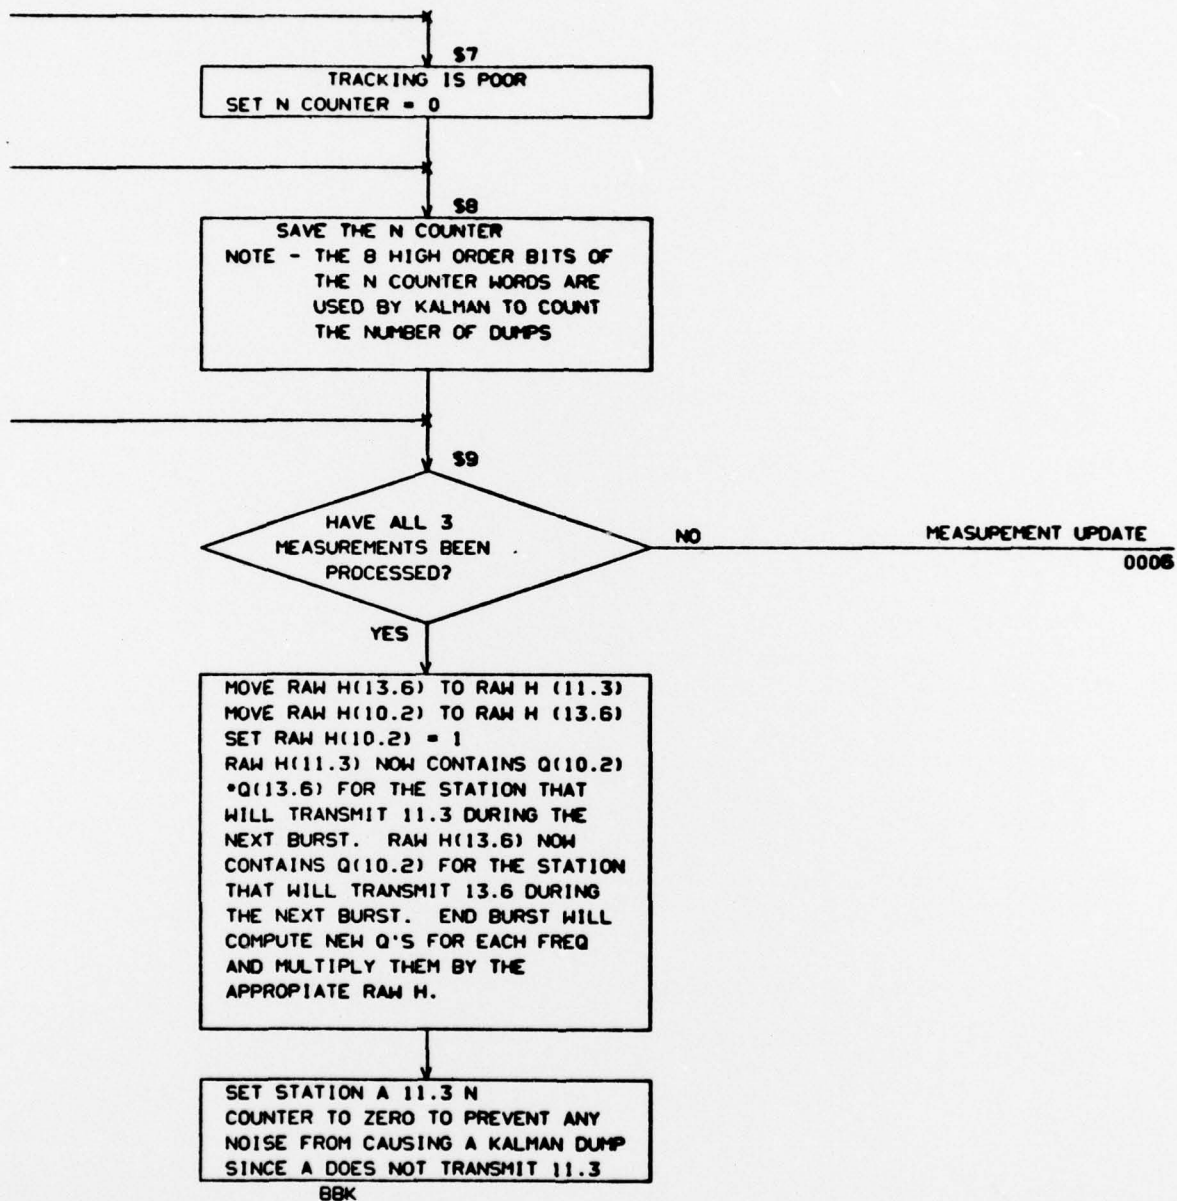 $7
TRACKING IS POOR
SET N COUNTER = 0
$8
SAVE THE N COUNTER
NOTE - THE 8 HIGH ORDER BITS OF
THE N COUNTER WORDS ARE
USED BY KALMAN TO COUNT
THE NUMBER OF DUMPS
$9
HAVE ALL 3
MEASUREMENTS BEEN
PROCESSED?
NO
MEASUPEMENT UPDATE
0006
YES
MOVE RAW H(13.6) TO RAW H (11.3)
MOVE RAW H(10.2) TO RAW H (13.6)
SET RAW H(10.2) = 1
RAW H(11.3) NOW CONTAINS Q(10.2)
*Q(13.6) FOR THE STATION THAT
WILL TRANSMIT 11.3 DURING THE
NEXT BURST. RAW H(13.6) NOW
CONTAINS Q(10.2) FOR THE STATION
THAT WILL TRANSMIT 13.6 DURING
THE NEXT BURST. END BURST WILL
COMPUTE NEW Q'S FOR EACH FREQ
AND MULTIPLY THEM BY THE
APPROPIATE RAW H.
SET STATION A 11.3 N
COUNTER TO ZERO TO PREVENT ANY
NOISE FROM CAUSING A KALMAN DUMP
SINCE A DOES NOT TRANSMIT 11.3
BBK